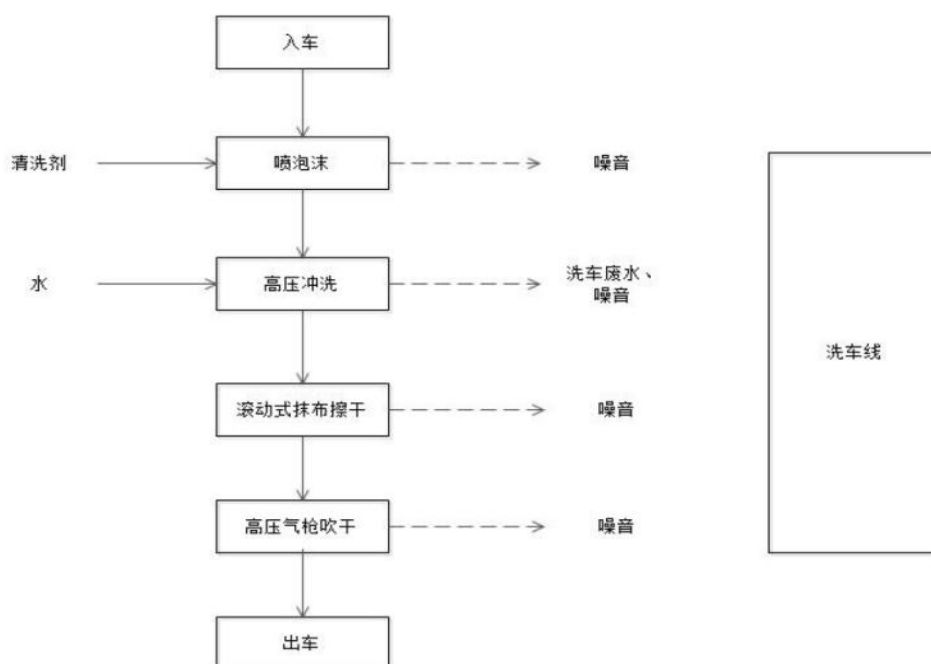 入车
清洗剂
喷泡沫
噪音
水
高压冲洗
洗车废水、
噪音
洗车线
滚动式抹布擦干
噪音
高压气枪吹干
噪音
出车